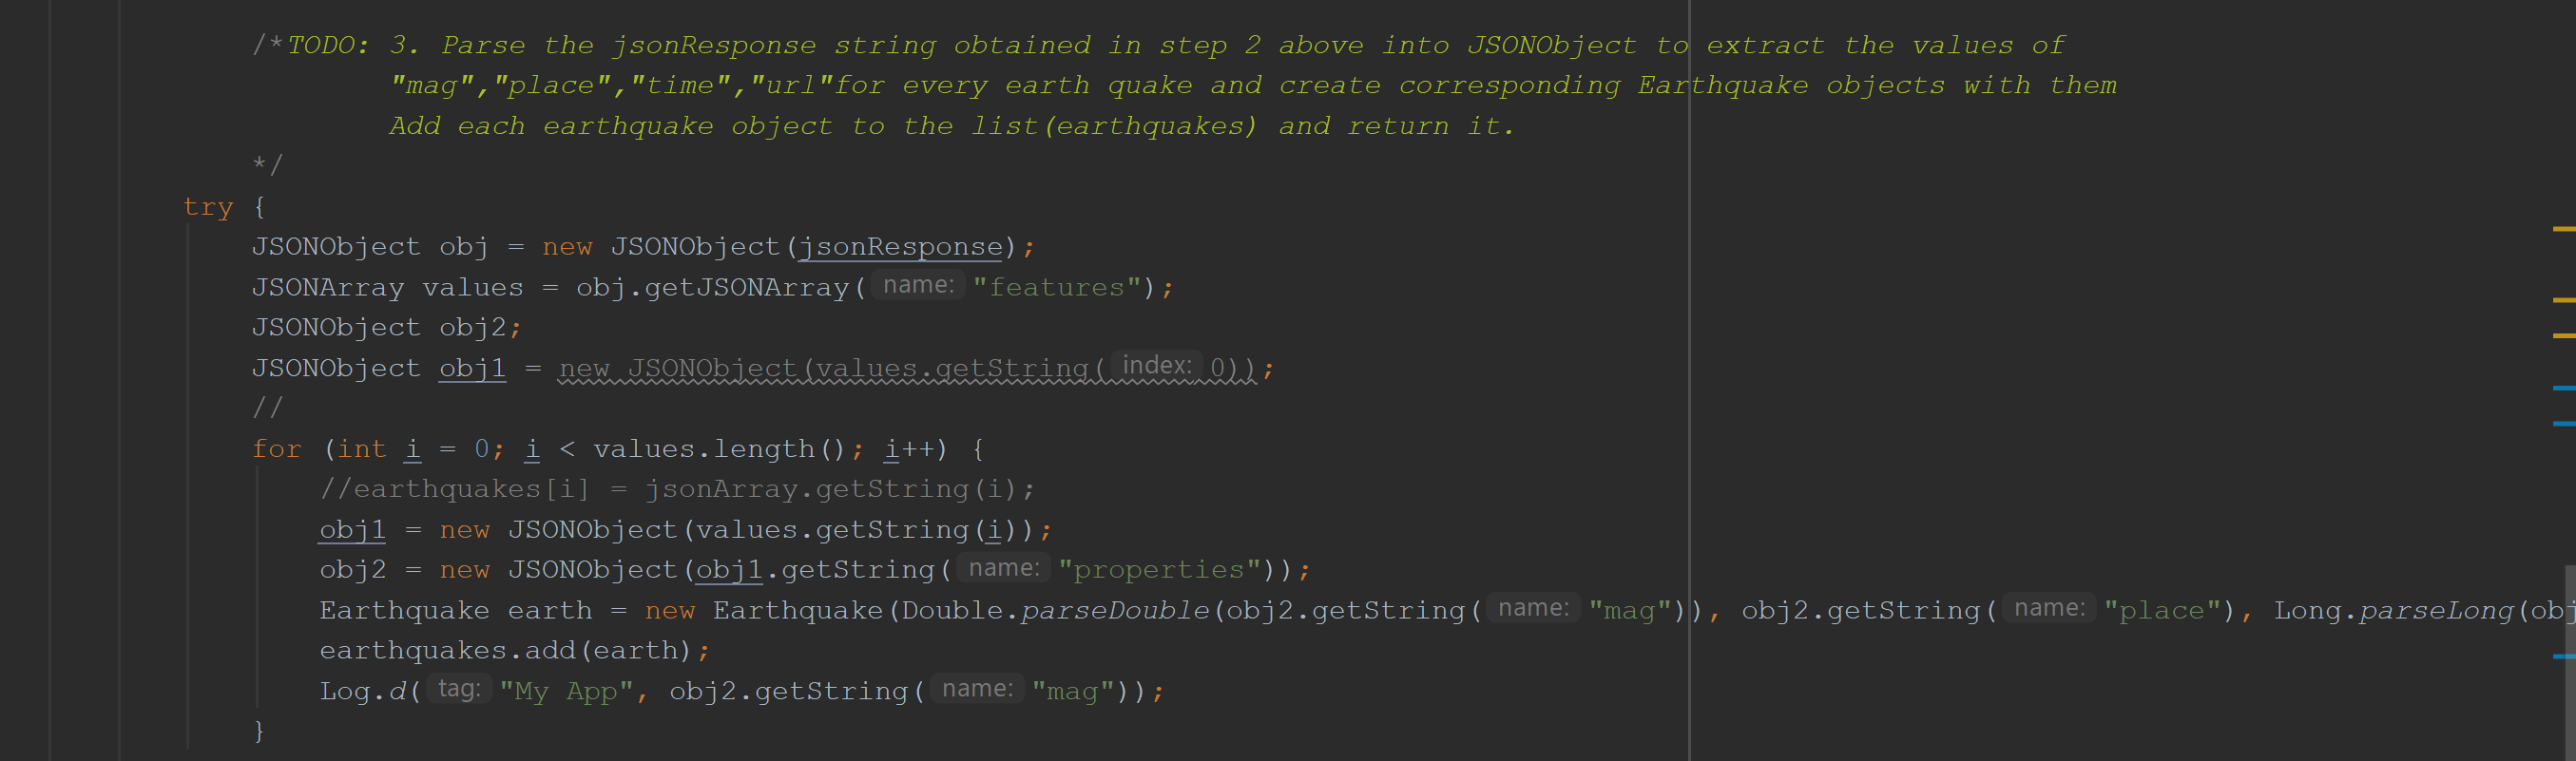 /*TODO: 3. Parse the jsonResponse string obtained in step 2 above into JSONObject to extract the values of
"mag","place","time","url"for every earth quake and create corresponding Earthquake objects with them
Add each earthquake object to the list(earthquakes) and return it.
*/
try {
JSONObject obj = new JSONObject(jsonResponse);
JSONArray values = obj.getJSONArray( name: "features");
JSONObject obj2;
JSONObject obj1 = new JSONObject(values.getString( index: 0));
//
for (int i = 0; i < values.length(); i++) {
//earthquakes[i] = jsonArray.getString(i);
obj1 = new JSONObject(values.getString(i));
obj2 = new JSONObject(obj1.getString( name: "properties"));
Earthquake earth = new Earthquake(Double.parseDouble(obj2.getString( name: "mag")), obj2.getString( name: "place"), Long.parseLong(obj
earthquakes.add(earth);
Log.d( tag: "My App", obj2.getString( name: "mag"));
}